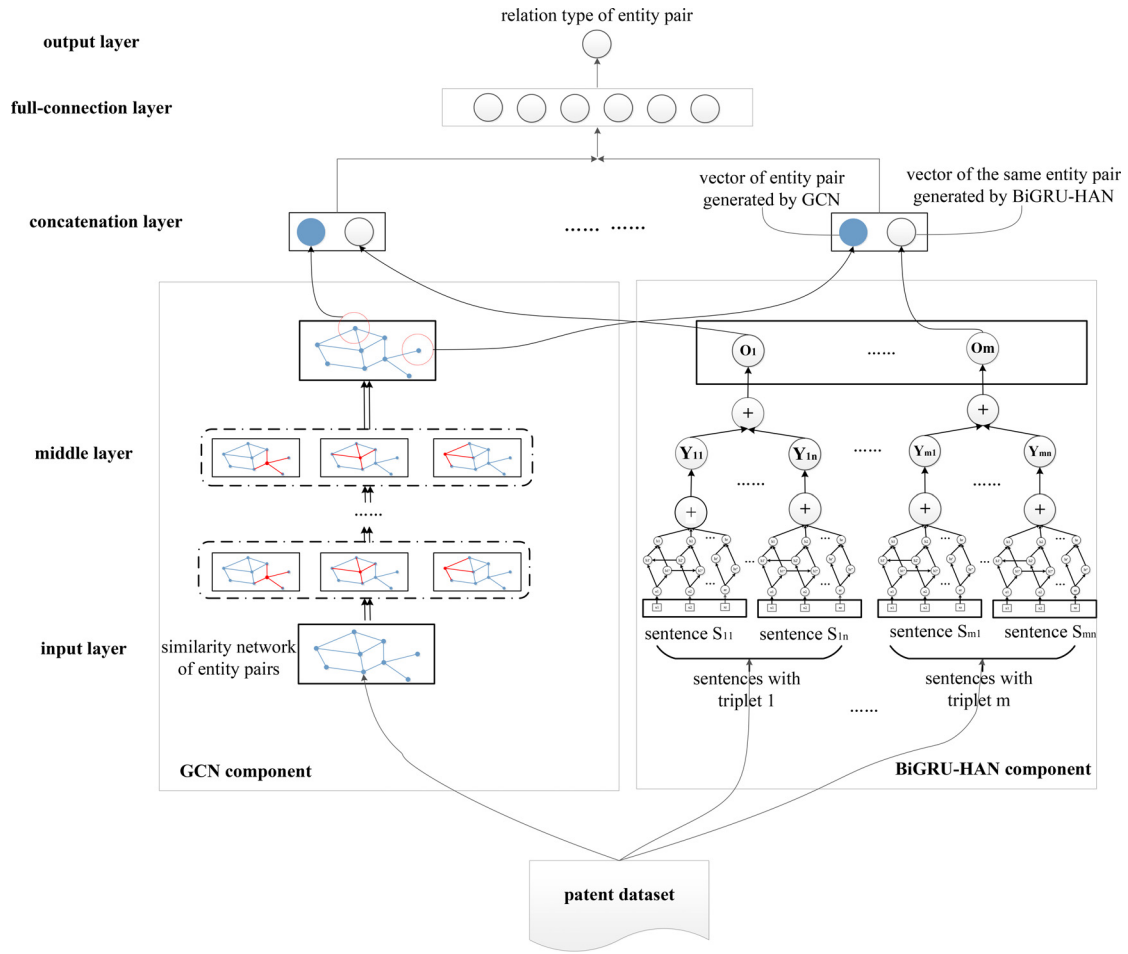 relation type of entity pair
output layer
full-connection layer
vector of entity pair
generated by GCN
vector of the same entity pair
generated by BiGRU-HAN
concatenation layer
...... ......
O1
......
Om
+
+
middle layer
Y11
Y1n
......
Ym1
Ymn
......
......
......
+
+
+
+
input layer
similarity network
of entity pairs
sentence S11
sentence S1n
sentence Sm1
sentence Smn
sentences with
triplet 1
......
sentences with
triplet m
GCN component
BiGRU-HAN component
patent dataset